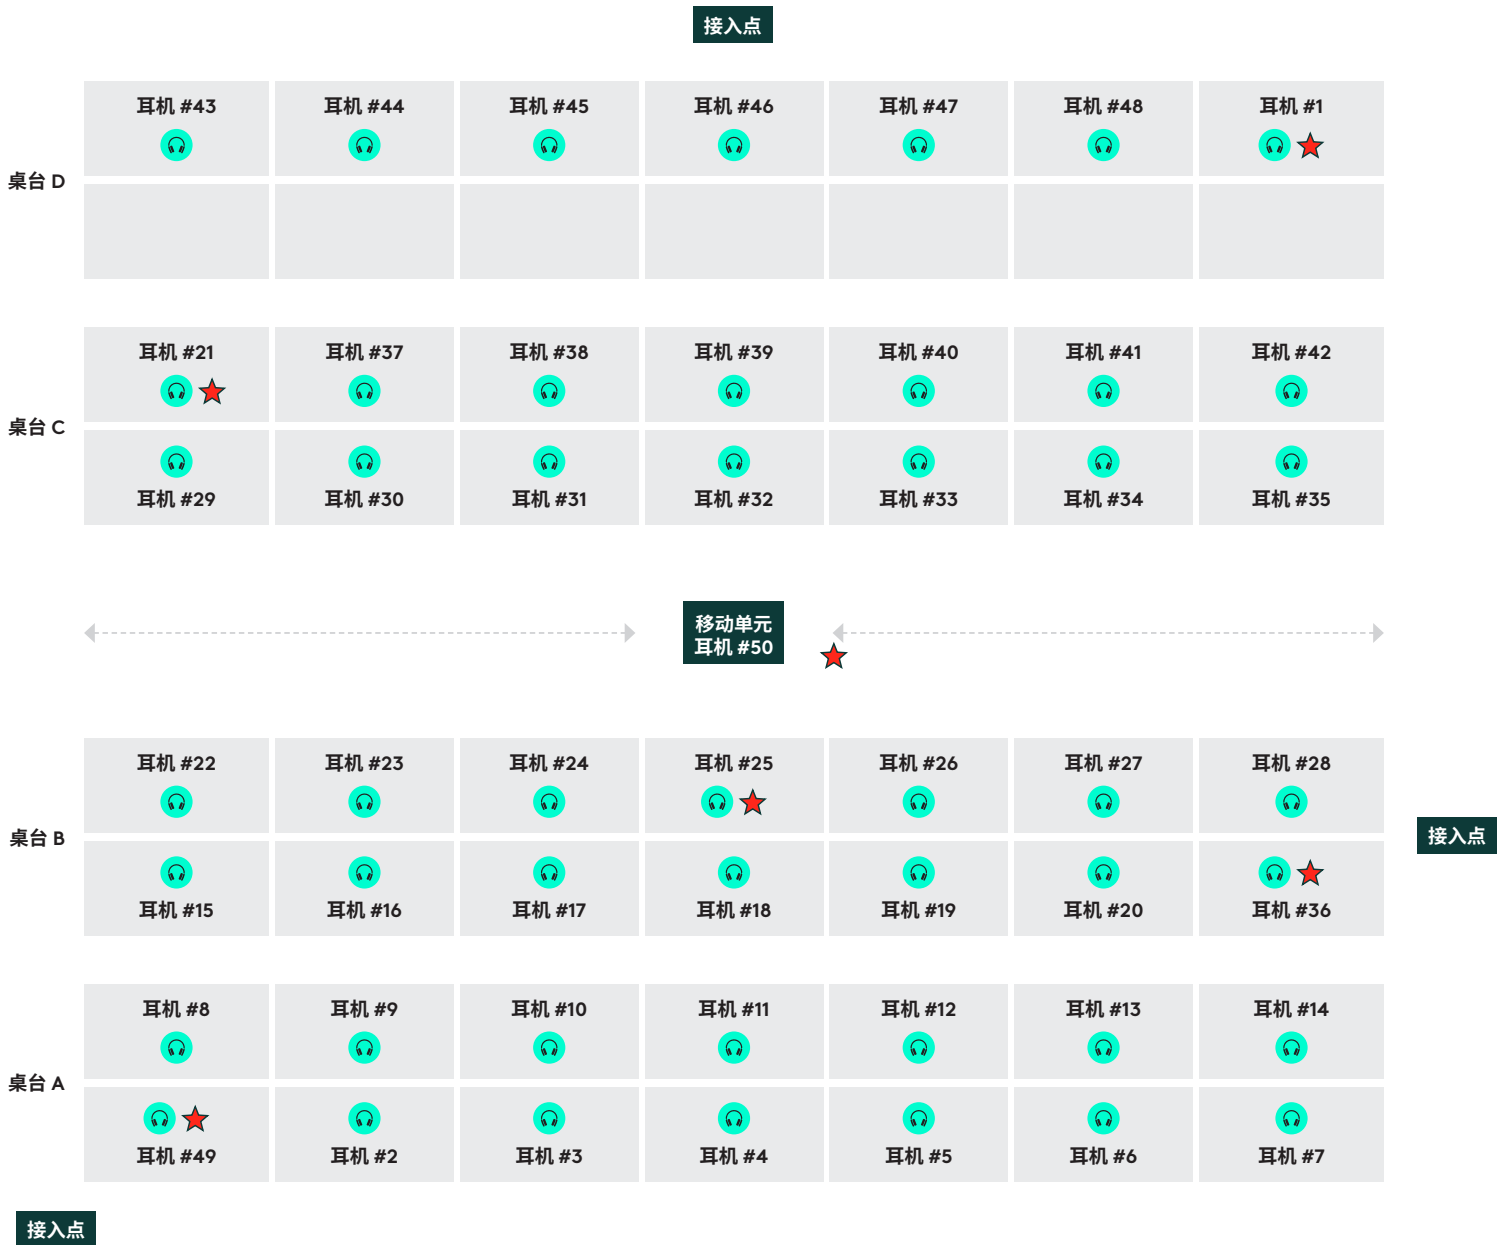 接入点
耳机 #43
耳机 #44
耳机 #45
耳机 #46
耳机 #47
耳机 #48
耳机 #1
桌台 D
耳机 #21
耳机 #37
耳机 #38
耳机 #39
耳机 #40
耳机 #41
耳机 #42
桌台 C
耳机 #29
耳机 #30
耳机 #31
耳机 #32
耳机 #33
耳机 #34
耳机 #35
移动单元
耳机 #50
耳机 #22
耳机 #23
耳机 #24
耳机 #25
耳机 #26
耳机 #27
耳机 #28
桌台 B
接入点
耳机 #15
耳机 #16
耳机 #17
耳机 #18
耳机 #19
耳机 #20
耳机 #36
耳机 #8
耳机 #9
耳机 #10
耳机 #11
耳机 #12
耳机 #13
耳机 #14
桌台 A
耳机 #49
耳机 #2
耳机 #3
耳机 #4
耳机 #5
耳机 #6
耳机 #7
接入点